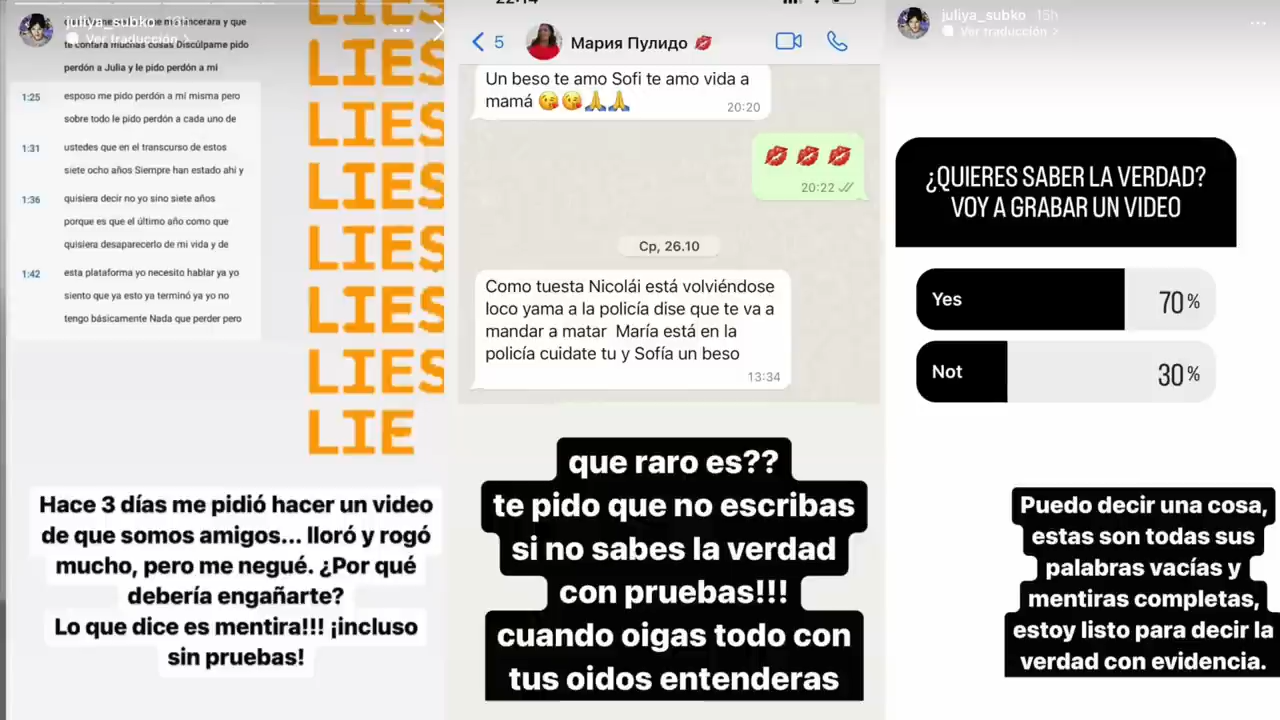 juliya_subko 15h
Ver traducción >
te contara muchas cosas Discúlpame pido
perdón a Julia y le pido perdón a mi
1:25 esposo me pido perdón a mí misma pero
sobre todo le pido perdón a cada uno de
1:31 ustedes que en el transcurso de estos
siete ocho años Siempre han estado ahí y
1:36 quisiera decir no yo sino siete años
porque es que el último año como que
quisiera desaparecerlo de mi vida y de
1:42 esta plataforma yo necesito hablar ya yo
siento que ya esto ya terminó ya yo no
tengo básicamente Nada que perder pero
LIES
LIES
LIES
LIES
LIES
LIES
LIES
LIE
Hace 3 días me pidió hacer un video
de que somos amigos... lloró y rogó
mucho, pero me negué. ¿Por qué
debería engañarte?
Lo que dice es mentira!!! ¡incluso
sin pruebas!
22:14
5 Мария Пулидо 💋
Un beso te amo Sofi te amo vida a
mamá 😘😘🙏🙏
20:20
💋💋💋
20:22
Ср, 26.10
Como tuesta Nicolái está volviéndose
loco yama a la policía dise que te va a
mandar a matar María está en la
policía cuidate tu y Sofía un beso
13:34
que raro es??
te pido que no escribas
si no sabes la verdad
con pruebas!!!
cuando oigas todo con
tus oidos entenderas
juliya_subko 15h
Ver traducción >
¿QUIERES SABER LA VERDAD?
VOY A GRABAR UN VIDEO
Yes 70%
Not 30%
Puedo decir una cosa,
estas son todas sus
palabras vacías y
mentiras completas,
estoy listo para decir la
verdad con evidencia.